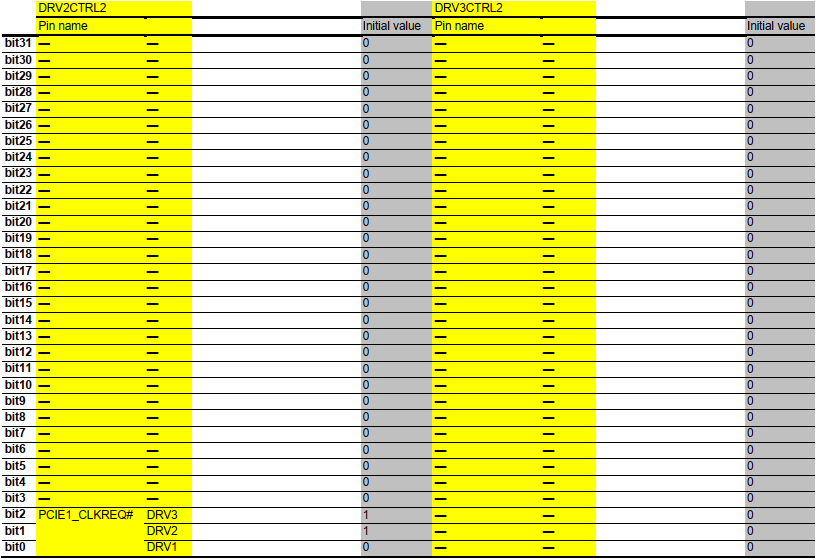 DRV2CTRL2 DRV3CTRL2
Pin name Initial value Pin name Initial value
bit31 — — 0 — — 0
bit30 — — 0 — — 0
bit29 — — 0 — — 0
bit28 — — 0 — — 0
bit27 — — 0 — — 0
bit26 — — 0 — — 0
bit25 — — 0 — — 0
bit24 — — 0 — — 0
bit23 — — 0 — — 0
bit22 — — 0 — — 0
bit21 — — 0 — — 0
bit20 — — 0 — — 0
bit19 — — 0 — — 0
bit18 — — 0 — — 0
bit17 — — 0 — — 0
bit16 — — 0 — — 0
bit15 — — 0 — — 0
bit14 — — 0 — — 0
bit13 — — 0 — — 0
bit12 — — 0 — — 0
bit11 — — 0 — — 0
bit10 — — 0 — — 0
bit9 — — 0 — — 0
bit8 — — 0 — — 0
bit7 — — 0 — — 0
bit6 — — 0 — — 0
bit5 — — 0 — — 0
bit4 — — 0 — — 0
bit3 — — 0 — — 0
bit2 PCIE1_CLKREQ# DRV3 1 — — 0
bit1 DRV2 1 — — 0
bit0 DRV1 0 — — 0